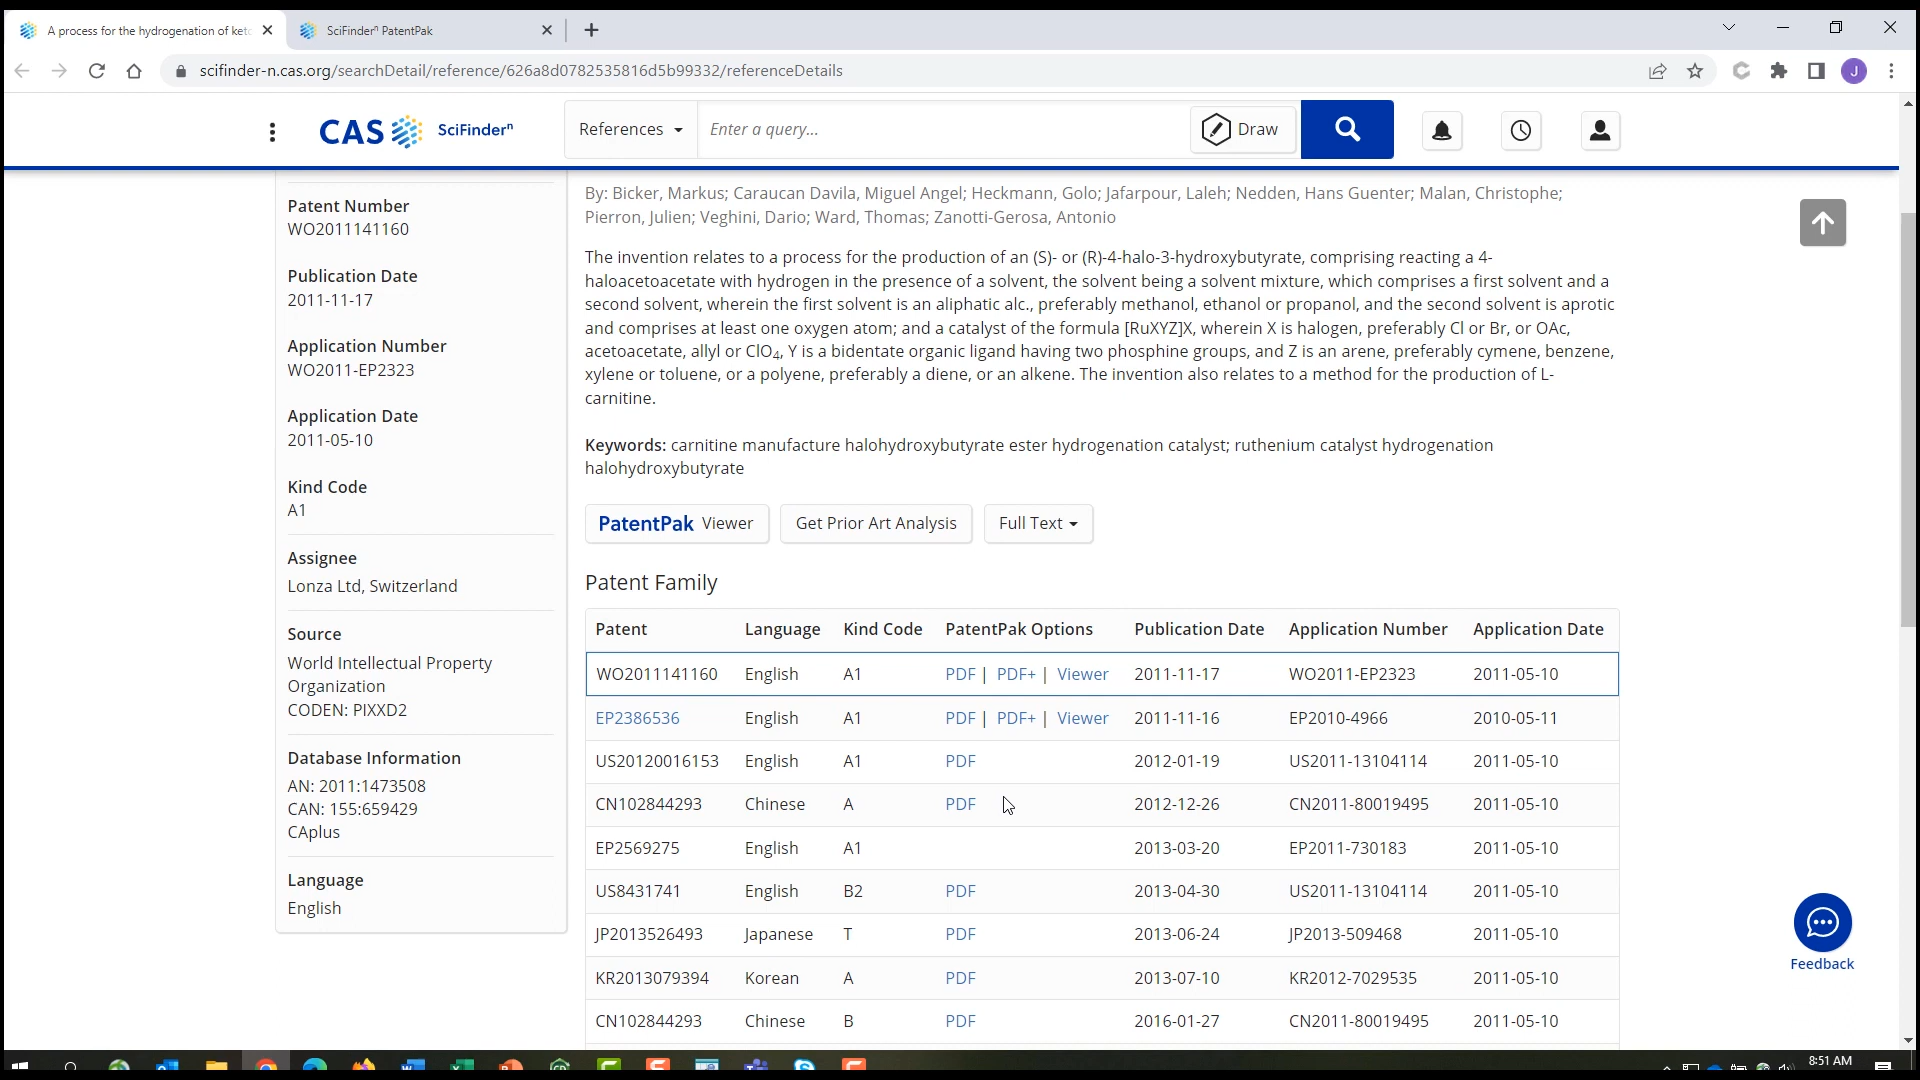 A process for the hydrogenation of ket
SciFinderⁿ PatentPak
scifinder-n.cas.org/searchDetail/reference/626a8d0782535816d5b99332/referenceDetails
J
CAS SciFinderⁿ
References
Enter a query...
Draw
Patent Number
WO2011141160
Publication Date
2011-11-17
Application Number
WO2011-EP2323
Application Date
2011-05-10
Kind Code
A1
Assignee
Lonza Ltd, Switzerland
Source
World Intellectual Property
Organization
CODEN: PIXXD2
Database Information
AN: 2011:1473508
CAN: 155:659429
CAplus
Language
English
By: Bicker, Markus; Caraucan Davila, Miguel Angel; Heckmann, Golo; Jafarpour, Laleh; Nedden, Hans Guenter; Malan, Christophe;
Pierron, Julien; Veghini, Dario; Ward, Thomas; Zanotti-Gerosa, Antonio
The invention relates to a process for the production of an (S)- or (R)-4-halo-3-hydroxybutyrate, comprising reacting a 4-
haloacetoacetate with hydrogen in the presence of a solvent, the solvent being a solvent mixture, which comprises a first solvent and a
second solvent, wherein the first solvent is an aliphatic alc., preferably methanol, ethanol or propanol, and the second solvent is aprotic
and comprises at least one oxygen atom; and a catalyst of the formula [RuXYZ]X, wherein X is halogen, preferably Cl or Br, or OAc,
acetoacetate, allyl or ClO₄, Y is a bidentate organic ligand having two phosphine groups, and Z is an arene, preferably cymene, benzene,
xylene or toluene, or a polyene, preferably a diene, or an alkene. The invention also relates to a method for the production of L-
carnitine.
Keywords: carnitine manufacture halohydroxybutyrate ester hydrogenation catalyst; ruthenium catalyst hydrogenation
halohydroxybutyrate
PatentPak Viewer
Get Prior Art Analysis
Full Text
Patent Family
Patent Language Kind Code PatentPak Options Publication Date Application Number Application Date
WO2011141160 English A1 PDF | PDF+ | Viewer 2011-11-17 WO2011-EP2323 2011-05-10
EP2386536 English A1 PDF | PDF+ | Viewer 2011-11-16 EP2010-4966 2010-05-11
US20120016153 English A1 PDF 2012-01-19 US2011-13104114 2011-05-10
CN102844293 Chinese A PDF 2012-12-26 CN2011-80019495 2011-05-10
EP2569275 English A1 2013-03-20 EP2011-730183 2011-05-10
US8431741 English B2 PDF 2013-04-30 US2011-13104114 2011-05-10
JP2013526493 Japanese T PDF 2013-06-24 JP2013-509468 2011-05-10
KR2013079394 Korean A PDF 2013-07-10 KR2012-7029535 2011-05-10
CN102844293 Chinese B PDF 2016-01-27 CN2011-80019495 2011-05-10
Feedback
8:51 AM